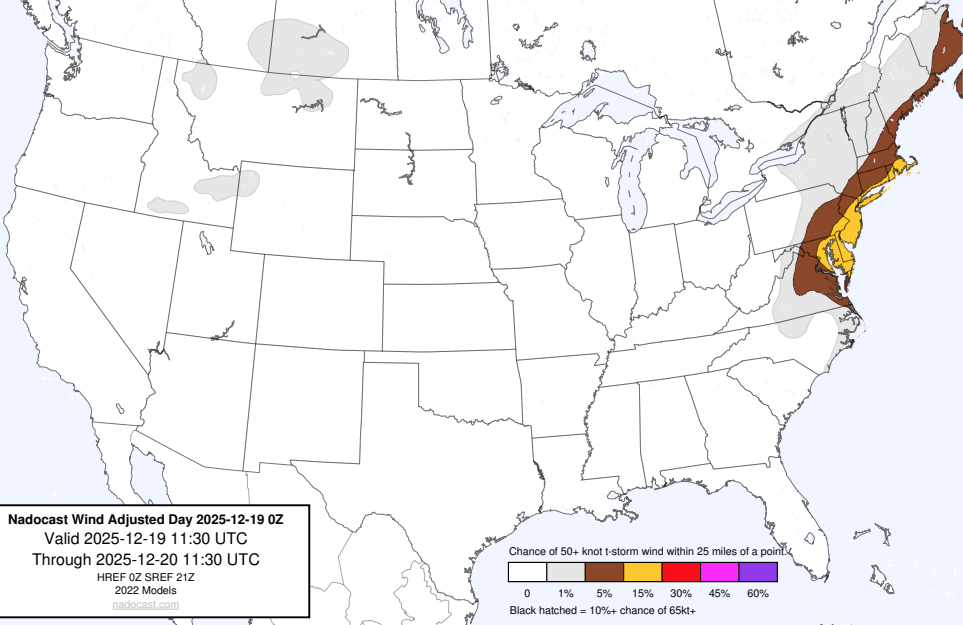 Nadocast Wind Adjusted Day 2025-12-19 0Z
Valid 2025-12-19 11:30 UTC
Through 2025-12-20 11:30 UTC
HREF 0Z SREF 21Z
2022 Models
nadocast.com
Chance of 50+ knot t-storm wind within 25 miles of a point.
0 1% 5% 15% 30% 45% 60%
Black hatched = 10%+ chance of 65kt+